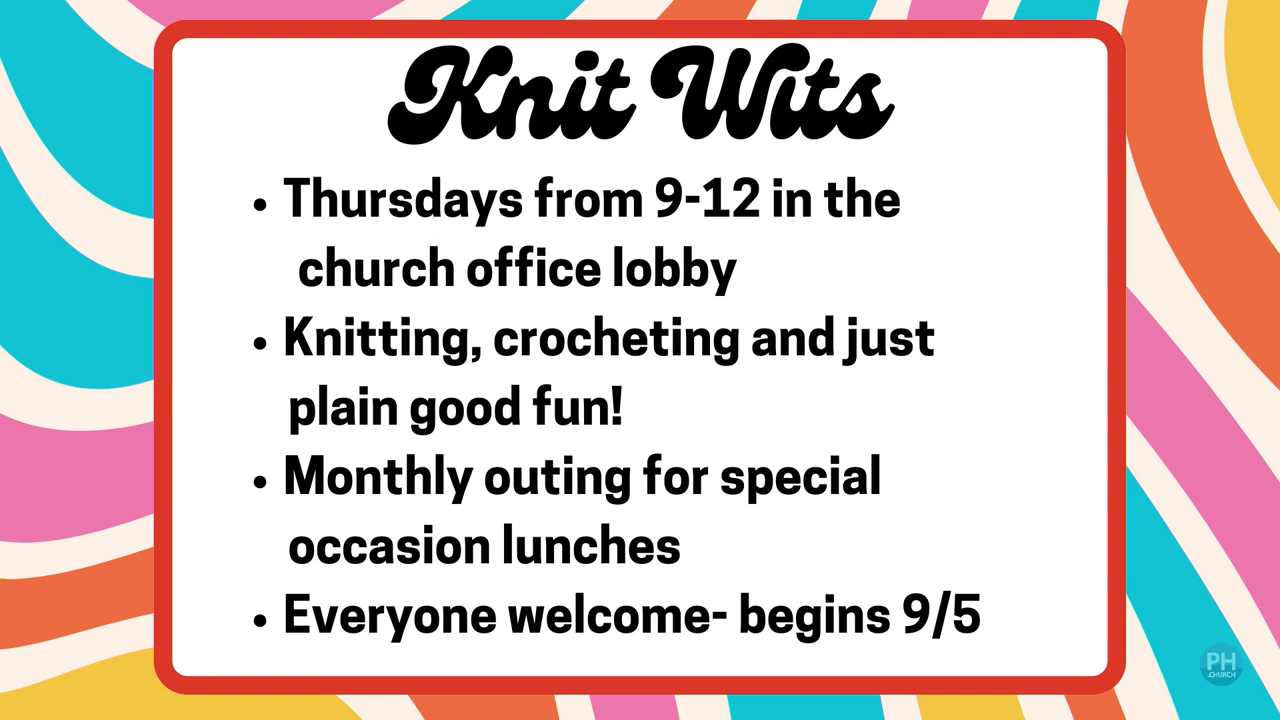 Knit Wits
• Thursdays from 9-12 in the
church office lobby
• Knitting, crocheting and just
plain good fun!
• Monthly outing for special
occasion lunches
• Everyone welcome- begins 9/5
PH
.CHURCH